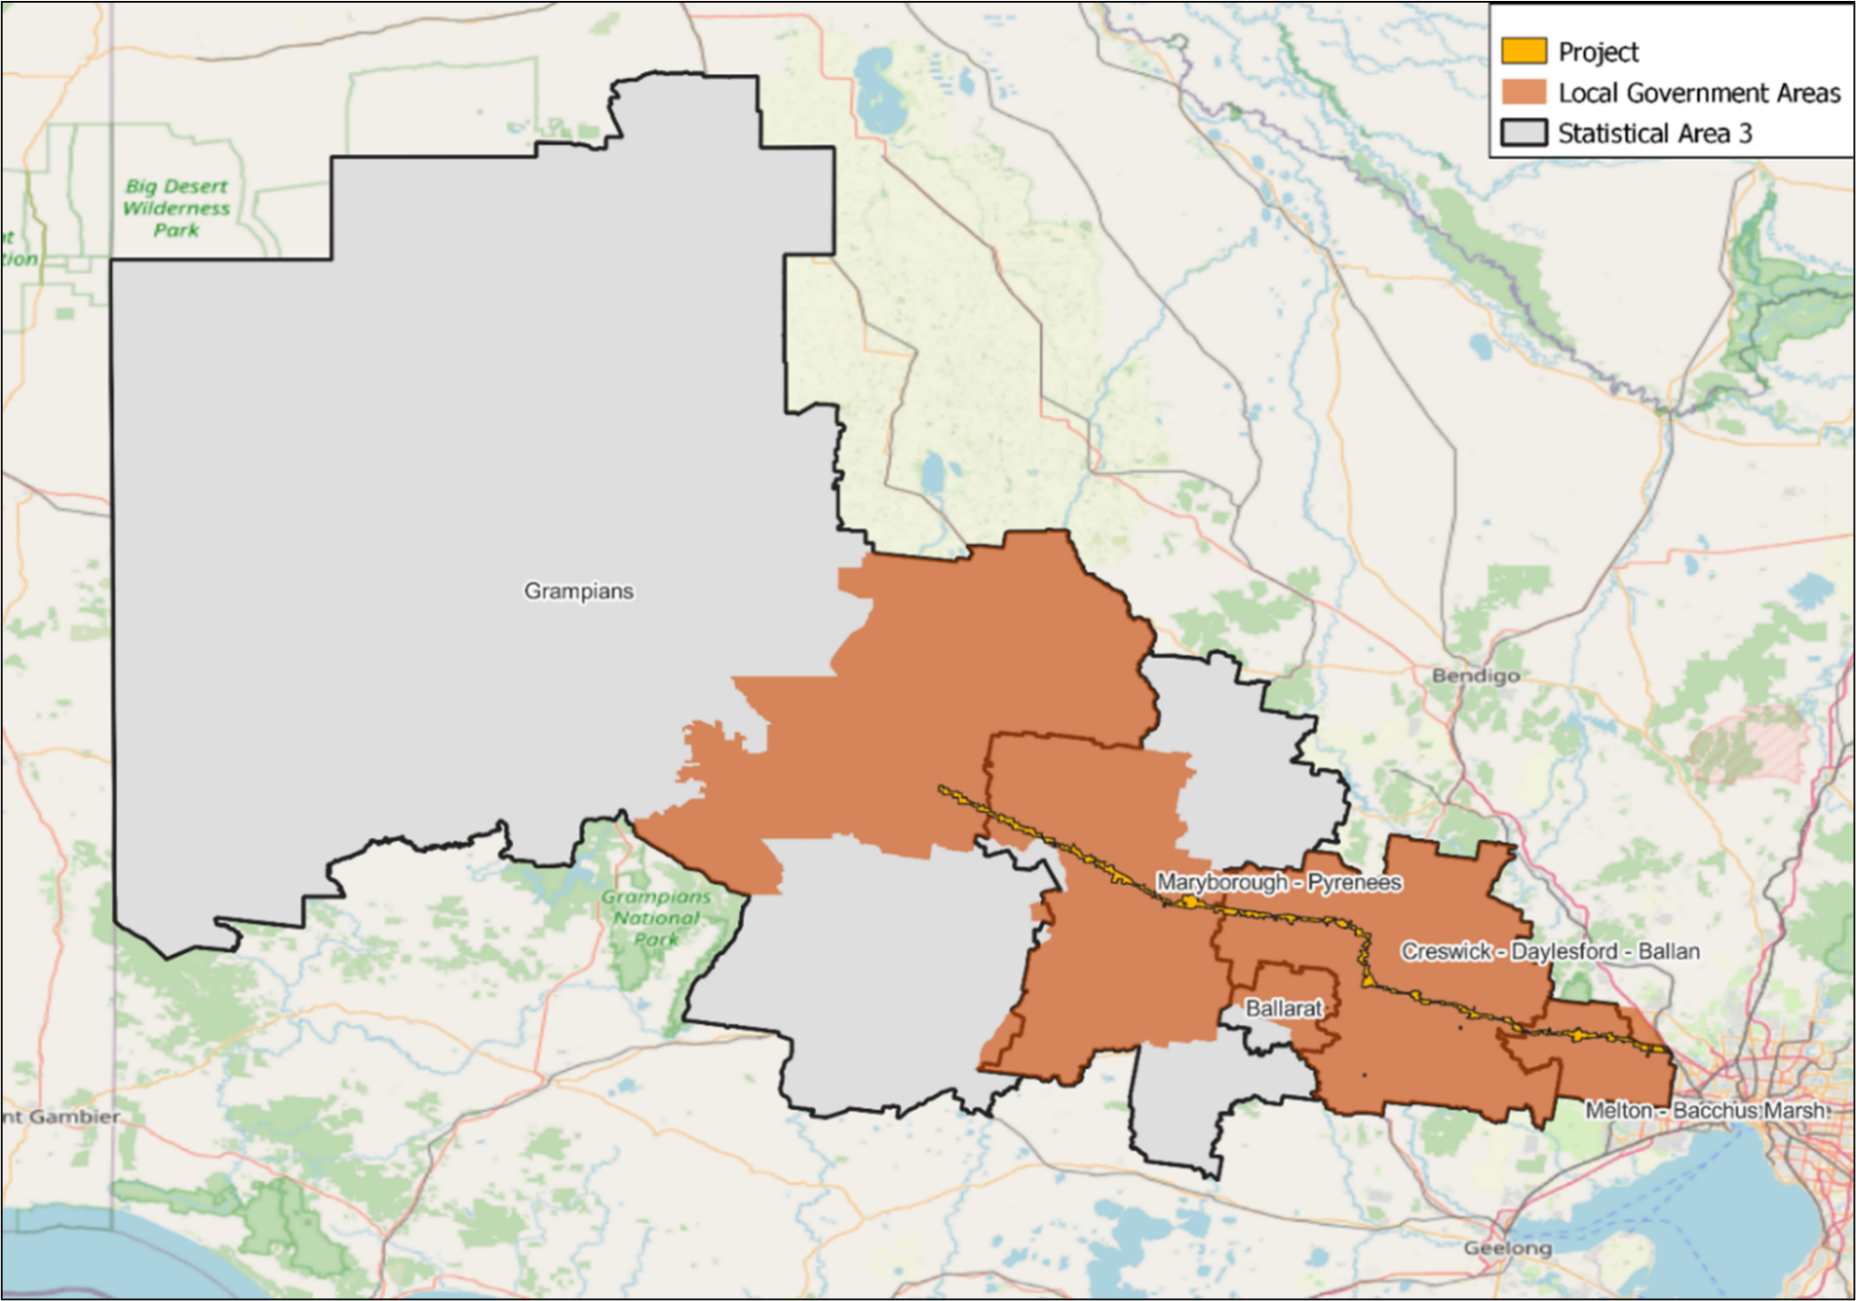 Project
Local Government Areas
Statistical Area 3
Big Desert
Wilderness
Park
tion
Grampians
Bendigo
Grampians
National
Park
Maryborough - Pyrenees
Creswick - Daylesford - Ballan
Ballarat
nt Gambier
Melton - Bacchus Marsh
Geelong